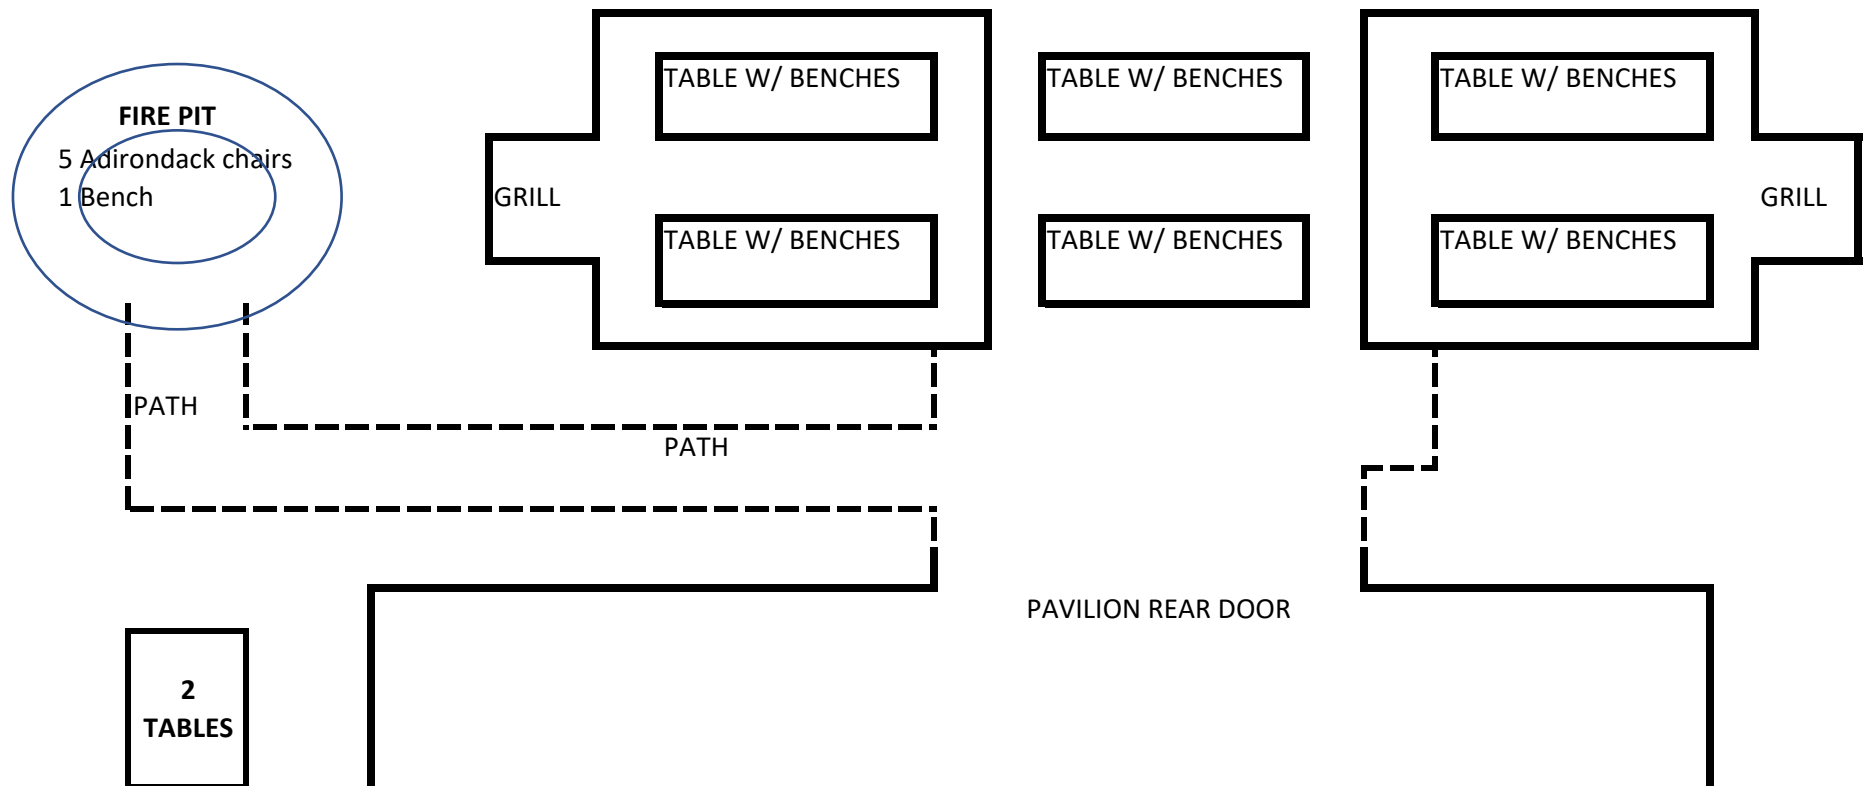 FIRE PIT
5 Adirondack chairs
1 Bench
TABLE W/ BENCHES
TABLE W/ BENCHES
TABLE W/ BENCHES
GRILL
GRILL
TABLE W/ BENCHES
TABLE W/ BENCHES
TABLE W/ BENCHES
PATH
PATH
PAVILION REAR DOOR
2
TABLES